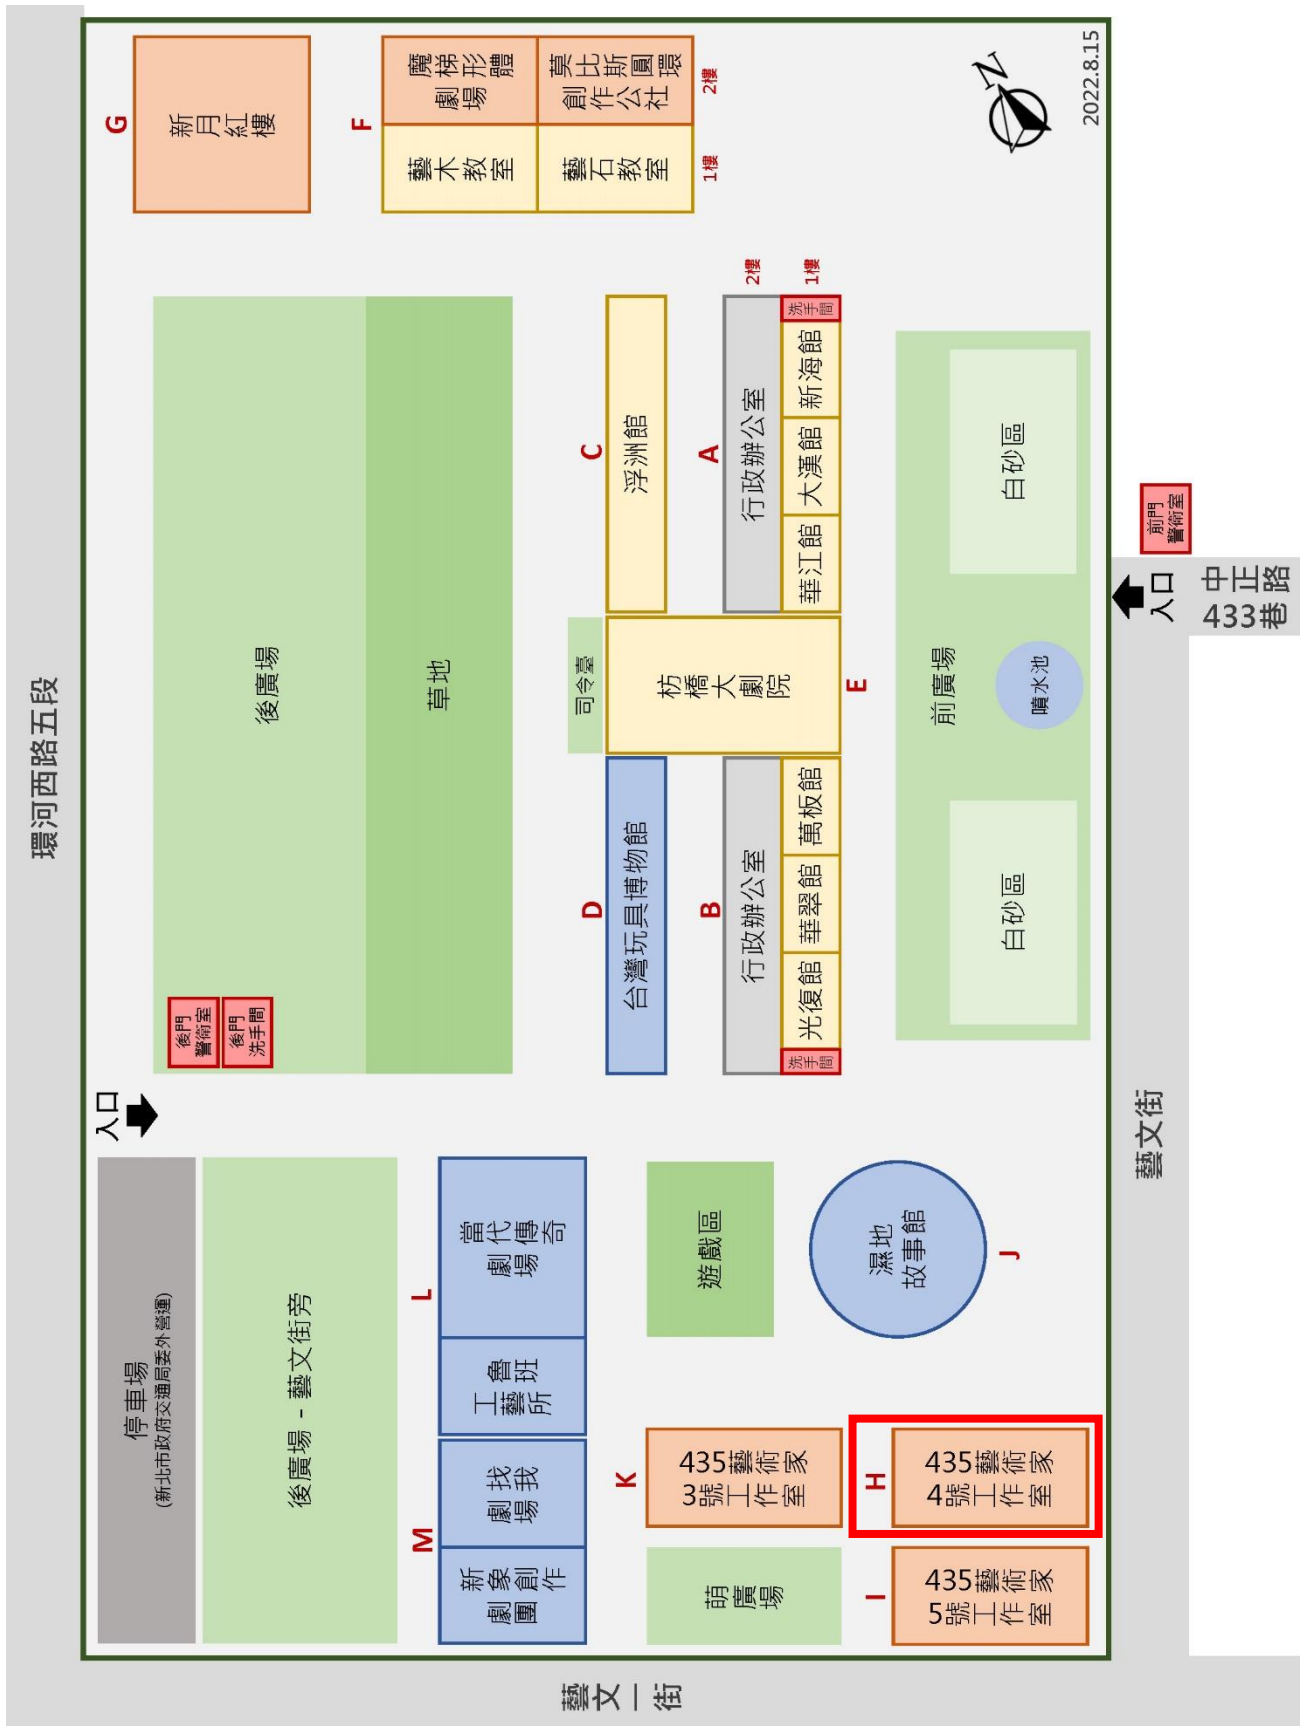 環河西路五段
停車場
(新北市政府交通局委外營運)
入口
後門
警衛室
後門
洗手間
G
新月紅樓
後廣場 - 藝文街旁
後廣場
草地
F
魔梯形體
劇場
莫比斯圓環
創作公社
2樓
藝木教室
藝石教室
1樓
M
新象創作
劇團
找我
劇場
L
魯班
工藝所
當代傳奇
劇場
司令臺
D
台灣玩具博物館
C
浮洲館
藝文一街
萌廣場
K
435藝術家
3號工作室
遊戲區
B
行政辦公室
洗手間
光復館
華翠館
萬板館
枋橋大劇院
E
A
行政辦公室
2樓
華江館
大漢館
新海館
洗手間
1樓
I
435藝術家
5號工作室
H
435藝術家
4號工作室
濕地
故事館
J
白砂區
前廣場
噴水池
白砂區
N
2022.8.15
藝文街
入口
前門
警衛室
中正路
433巷